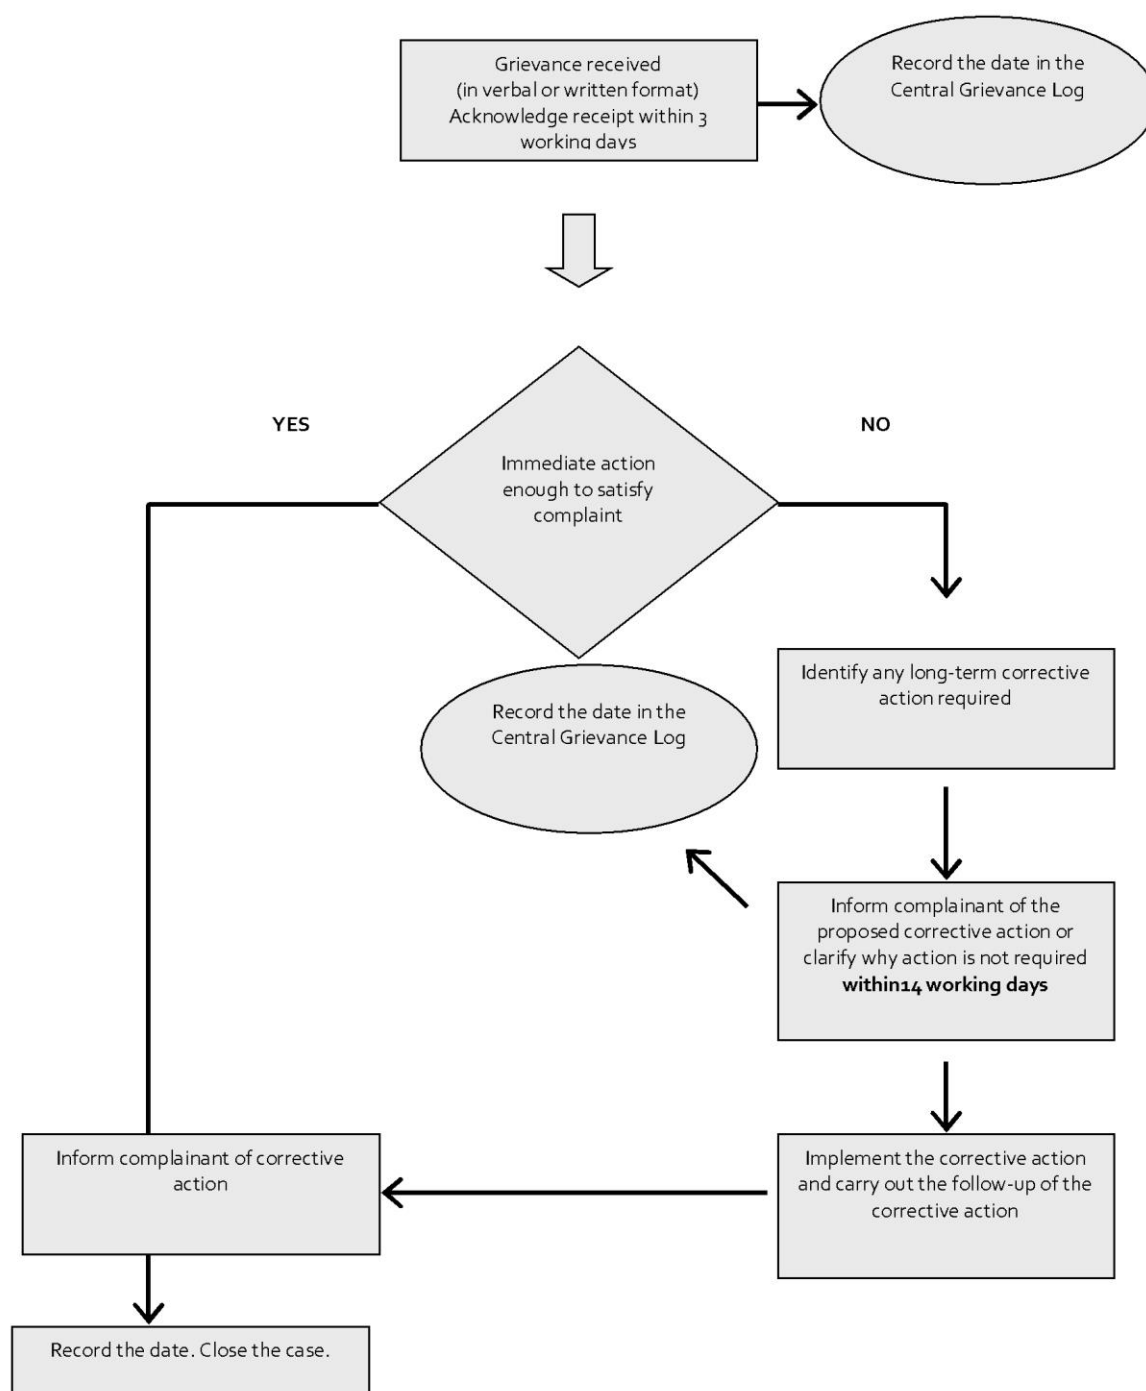 Grievance received
(in verbal or written format)
Acknowledge receipt within 3
working days
Record the date in the
Central Grievance Log
YES
NO
Immediate action
enough to satisfy
complaint
Identify any long-term corrective
action required
Record the date in the
Central Grievance Log
Inform complainant of the
proposed corrective action or
clarify why action is not required
within14 working days
Inform complainant of corrective
action
Implement the corrective action
and carry out the follow-up of the
corrective action
Record the date. Close the case.